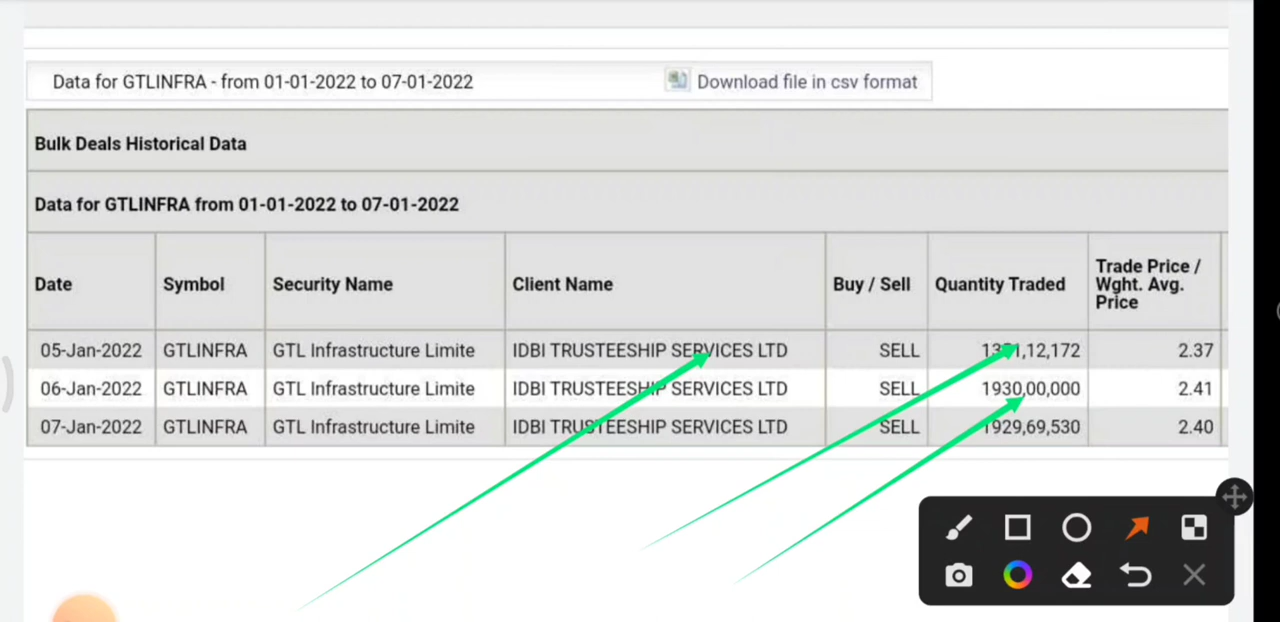 Data for GTLINFRA - from 01-01-2022 to 07-01-2022 Download file in csv format
Bulk Deals Historical Data
Data for GTLINFRA from 01-01-2022 to 07-01-2022
Date Symbol Security Name Client Name Buy / Sell Quantity Traded Trade Price / Wght. Avg. Price
05-Jan-2022 GTLINFRA GTL Infrastructure Limite IDBI TRUSTEESHIP SERVICES LTD SELL 2.37
06-Jan-2022 GTLINFRA GTL Infrastructure Limite IDBI TRUSTEESHIP SERVICES LTD SELL 1930,00,000 2.41
07-Jan-2022 GTLINFRA GTL Infrastructure Limite IDBI TRUSTEESHIP SERVICES LTD SELL 1929,69,530 2.40